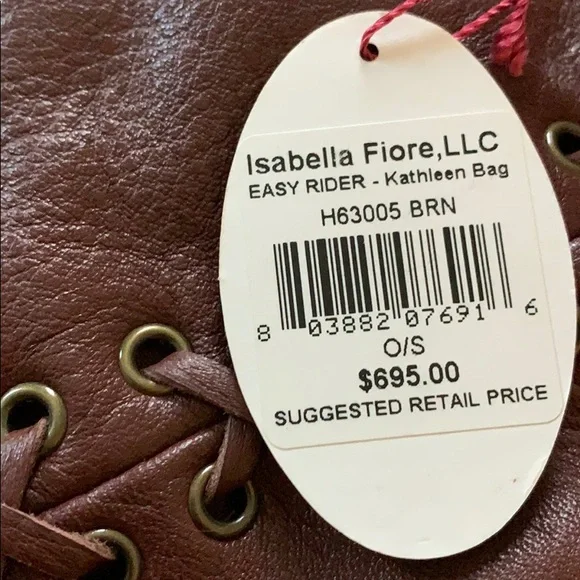 Isabella Fiore,LLC
EASY RIDER - Kathleen Bag
H63005 BRN
8 03882 07691 6
O/S
$695.00
SUGGESTED RETAIL PRICE